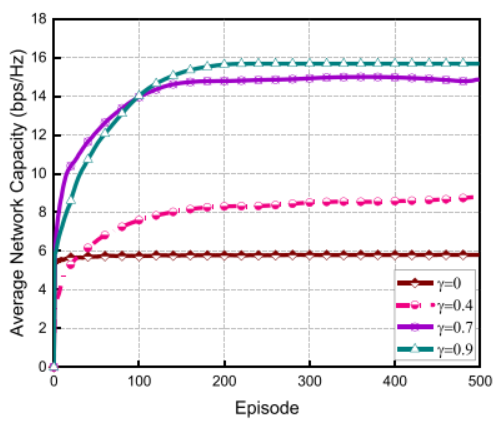 Average Network Capacity (bps/Hz)
16
14
12
10
8
6
4
2
0
0 100 200 300 400 500
Episode
γ=0
γ=0.4
γ=0.7
γ=0.9